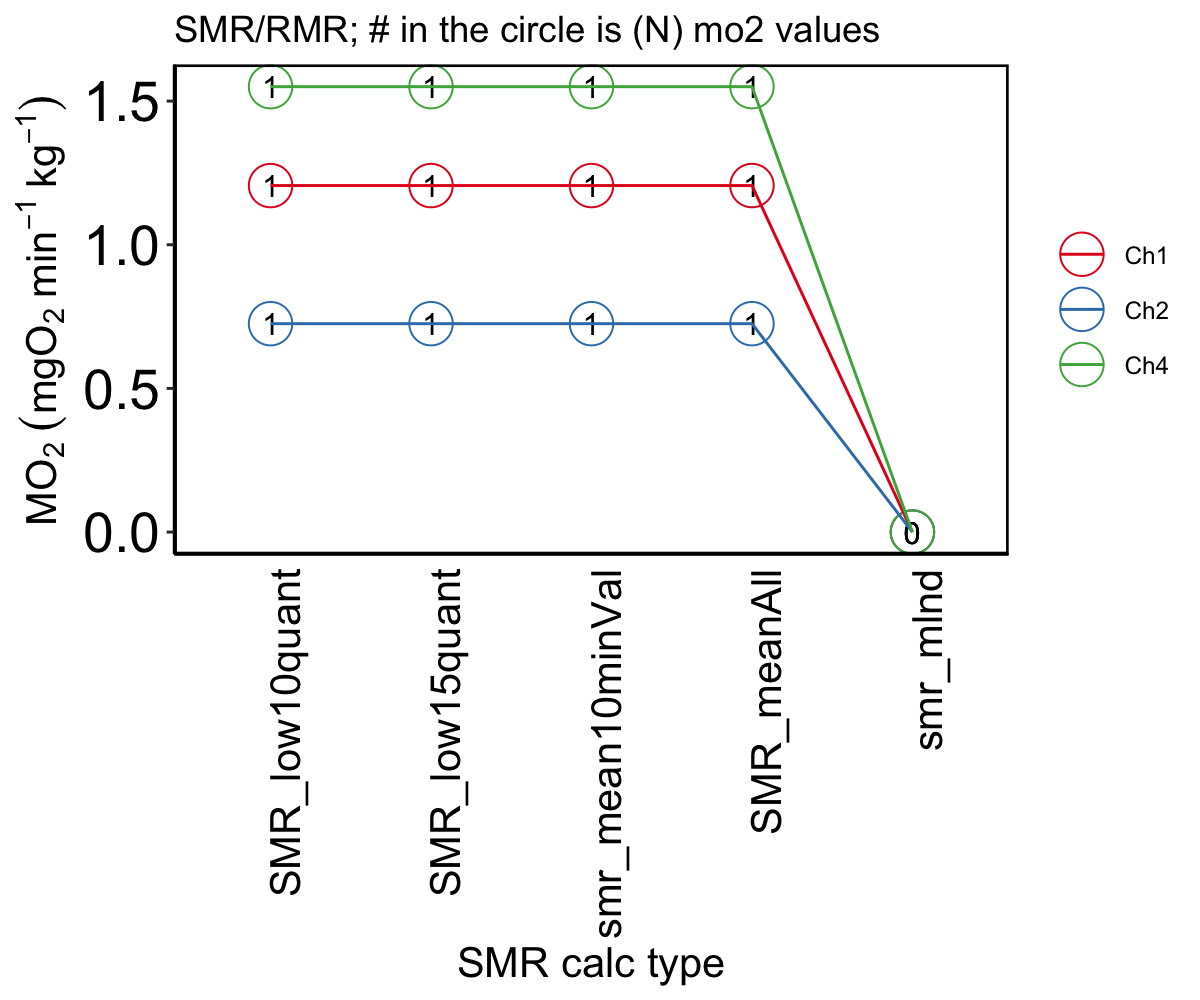 SMR/RMR; # in the circle is (N) mo2 values
MO₂ (mgO₂ min⁻¹ kg⁻¹)
1.5
1.0
0.5
0.0
1 1 1 1
1 1 1 1
1 1 1 1
0
SMR_low10quant
SMR_low15quant
smr_mean10minVal
SMR_meanAll
smr_mlnd
SMR calc type
Ch1
Ch2
Ch4